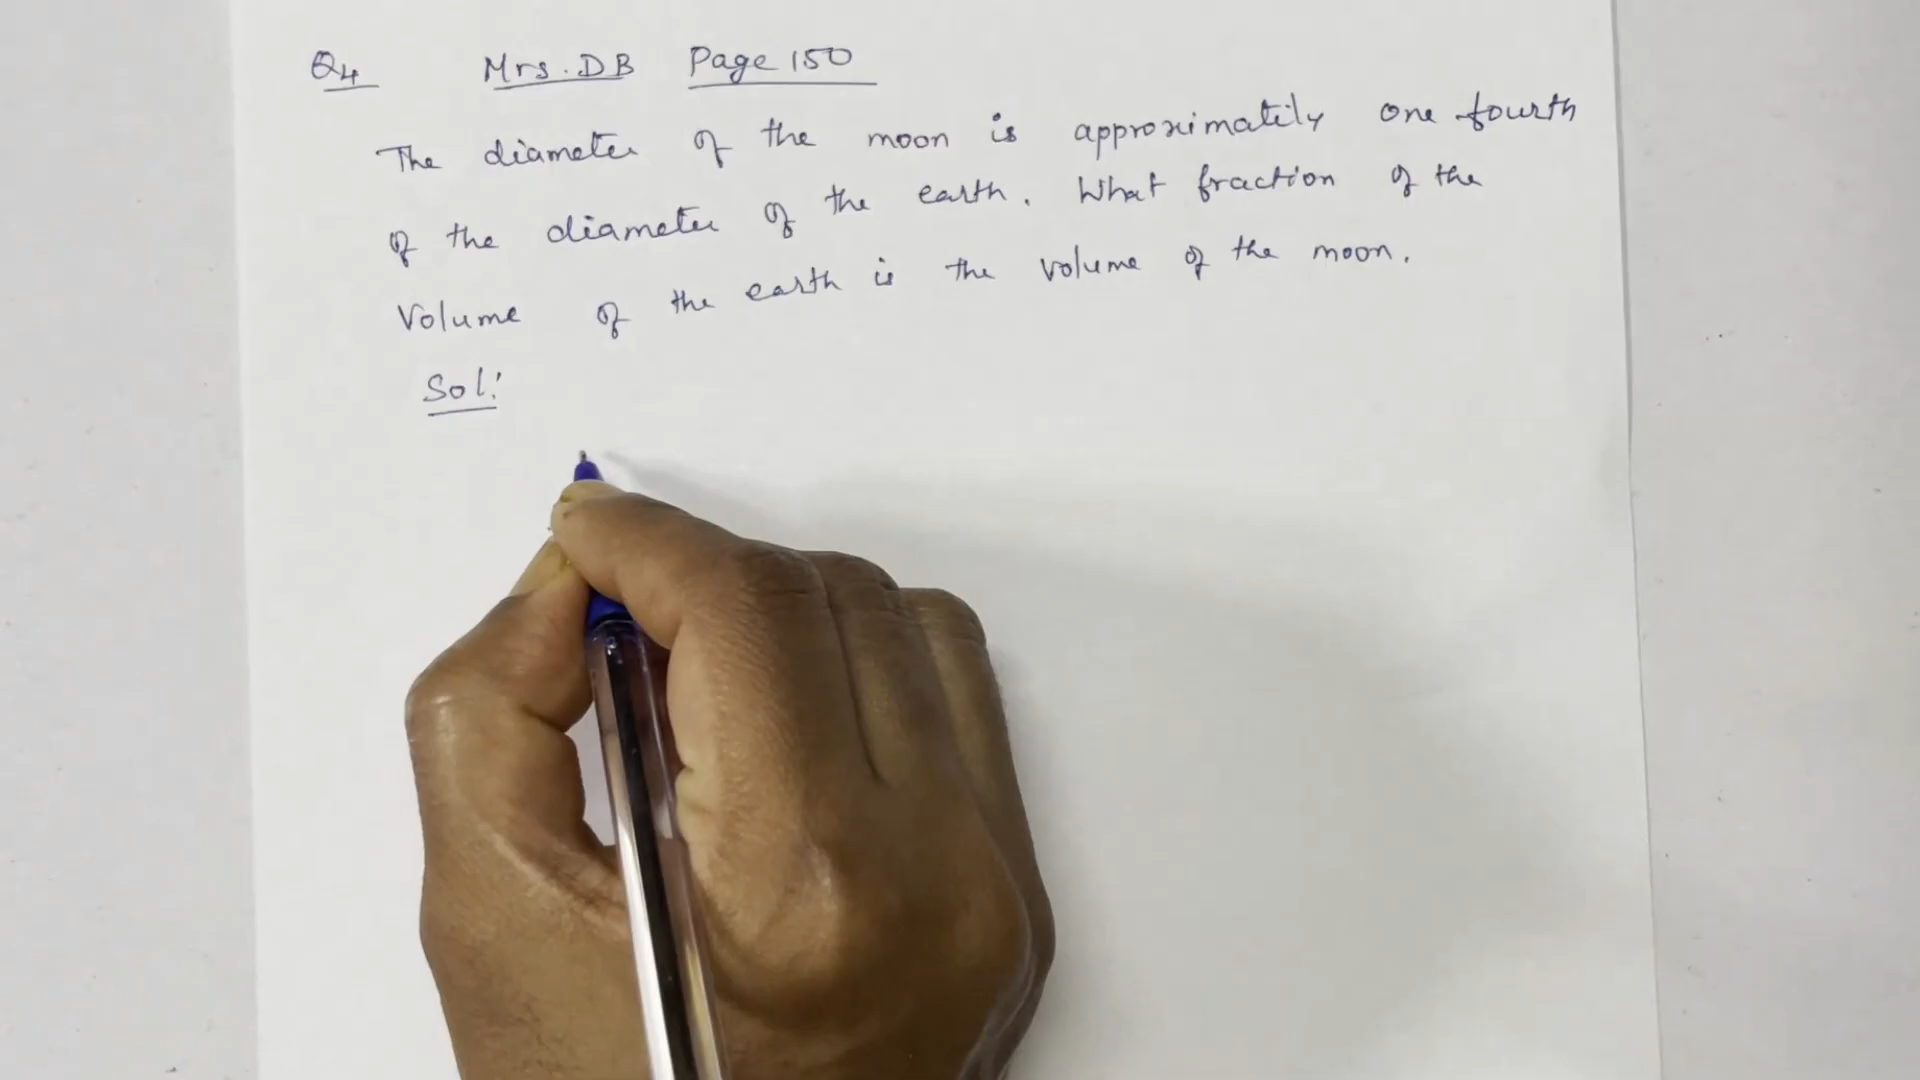 Q4 Mrs. DB Page 150
The diameter of the moon is approximately one fourth
of the diameter of the earth. What fraction of the
Volume of the earth is the volume of the moon.
Sol: